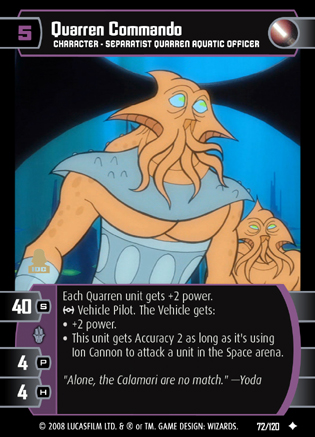 S
Quarren Commando
CHARACTER - SEPARATIST QUARREN AQUATIC OFFICER
100
40 S
4 P
4 H
Each Quarren unit gets +2 power.
Vehicle Pilot. The Vehicle gets:
• +2 power.
• This unit gets Accuracy 2 as long as it's using
Ion Cannon to attack a unit in the Space arena.
"Alone, the Calamari are no match." —Yoda
© 2008 LUCASFILM LTD. & ® or TM. GAME DESIGN: WIZARDS. 72/120